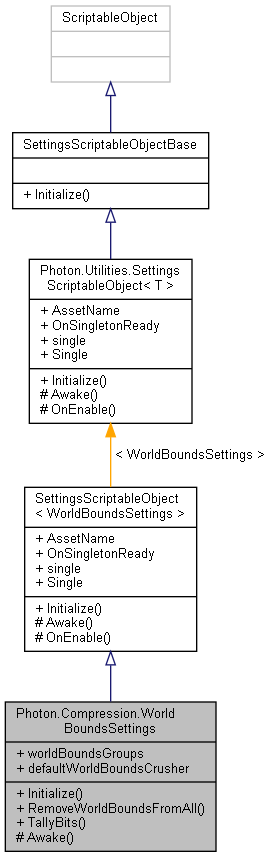 ScriptableObject
SettingsScriptableObjectBase
+ Initialize()
Photon.Utilities.Settings
ScriptableObject< T >
+ AssetName
+ OnSingletonReady
+ single
+ Single
+ Initialize()
# Awake()
# OnEnable()
< WorldBoundsSettings >
SettingsScriptableObject
< WorldBoundsSettings >
+ AssetName
+ OnSingletonReady
+ single
+ Single
+ Initialize()
# Awake()
# OnEnable()
Photon.Compression.World
BoundsSettings
+ worldBoundsGroups
+ defaultWorldBoundsCrusher
+ Initialize()
+ RemoveWorldBoundsFromAll()
+ TallyBits()
# Awake()